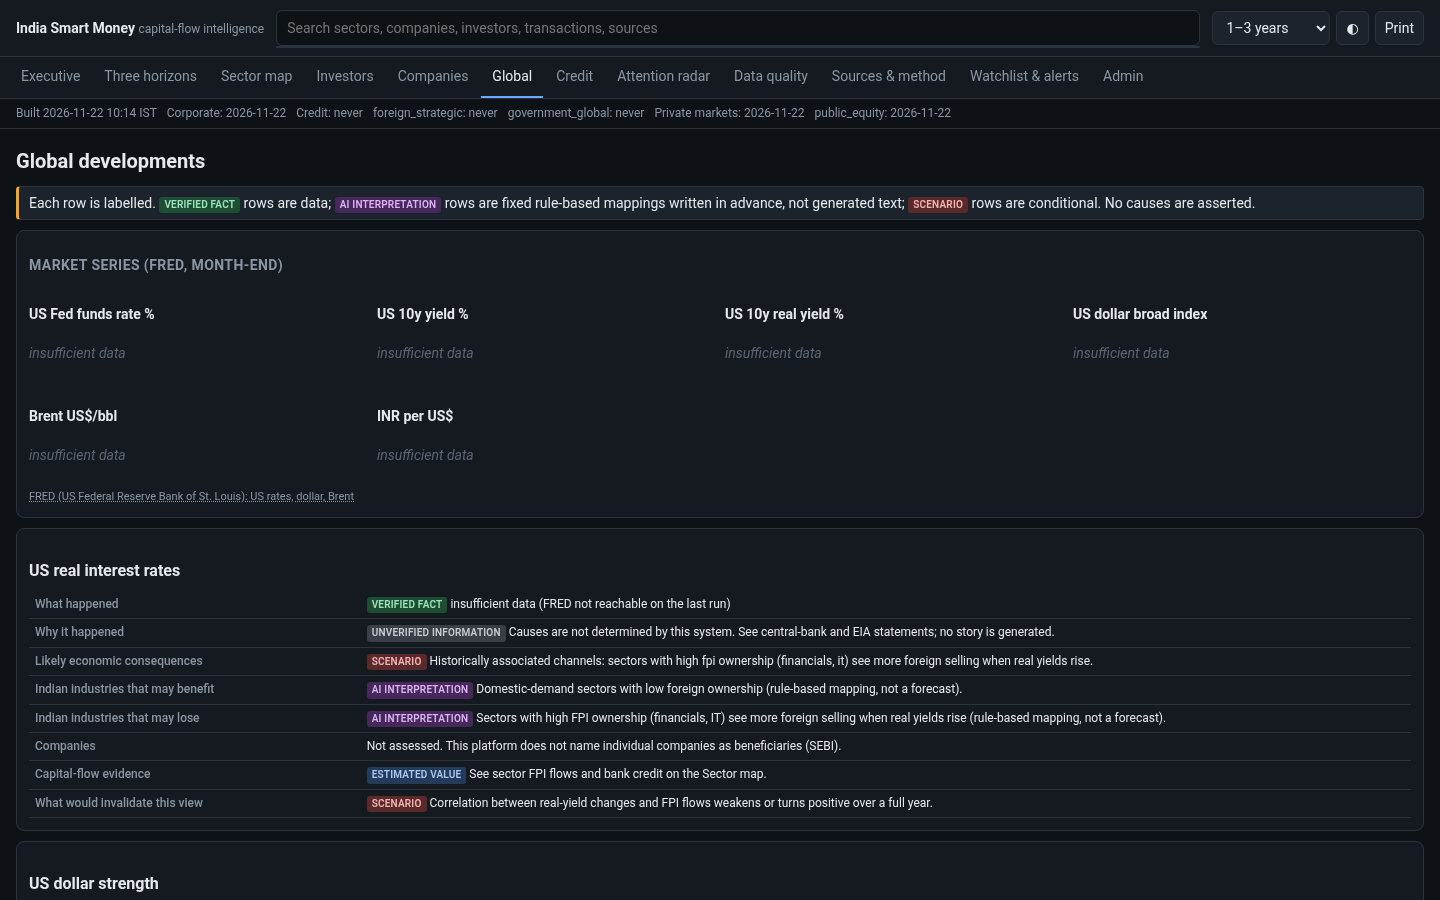 India Smart Money capital-flow intelligence
Search sectors, companies, investors, transactions, sources
1–3 years
Print
Executive Three horizons Sector map Investors Companies Global Credit Attention radar Data quality Sources & method Watchlist & alerts Admin
Built 2026-11-22 10:14 IST Corporate: 2026-11-22 Credit: never foreign_strategic: never government_global: never Private markets: 2026-11-22 public_equity: 2026-11-22
Global developments
Each row is labelled. VERIFIED FACT rows are data; AI INTERPRETATION rows are fixed rule-based mappings written in advance, not generated text; SCENARIO rows are conditional. No causes are asserted.
MARKET SERIES (FRED, MONTH-END)
US Fed funds rate % US 10y yield % US 10y real yield % US dollar broad index
insufficient data insufficient data insufficient data insufficient data
Brent US$/bbl INR per US$
insufficient data insufficient data
FRED (US Federal Reserve Bank of St. Louis): US rates, dollar, Brent
US real interest rates
What happened VERIFIED FACT insufficient data (FRED not reachable on the last run)
Why it happened UNVERIFIED INFORMATION Causes are not determined by this system. See central-bank and EIA statements; no story is generated.
Likely economic consequences SCENARIO Historically associated channels: sectors with high fpi ownership (financials, it) see more foreign selling when real yields rise.
Indian industries that may benefit AI INTERPRETATION Domestic-demand sectors with low foreign ownership (rule-based mapping, not a forecast).
Indian industries that may lose AI INTERPRETATION Sectors with high FPI ownership (financials, IT) see more foreign selling when real yields rise (rule-based mapping, not a forecast).
Companies Not assessed. This platform does not name individual companies as beneficiaries (SEBI).
Capital-flow evidence ESTIMATED VALUE See sector FPI flows and bank credit on the Sector map.
What would invalidate this view SCENARIO Correlation between real-yield changes and FPI flows weakens or turns positive over a full year.
US dollar strength